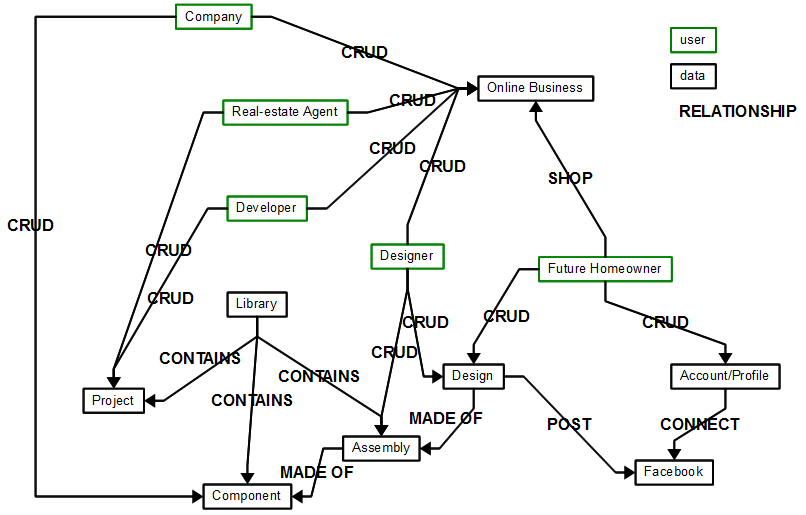 Company
user
CRUD
data
Online Business
CRUD
Real-estate Agent
RELATIONSHIP
CRUD
CRUD
SHOP
Developer
CRUD
CRUD
Designer
Future Homeowner
CRUD
Library
CRUD
CRUD
CRUD
CRUD
CONTAINS
CONTAINS
Design
Account/Profile
Project
CONTAINS
MADE OF
POST
CONNECT
Assembly
MADE OF
Facebook
Component